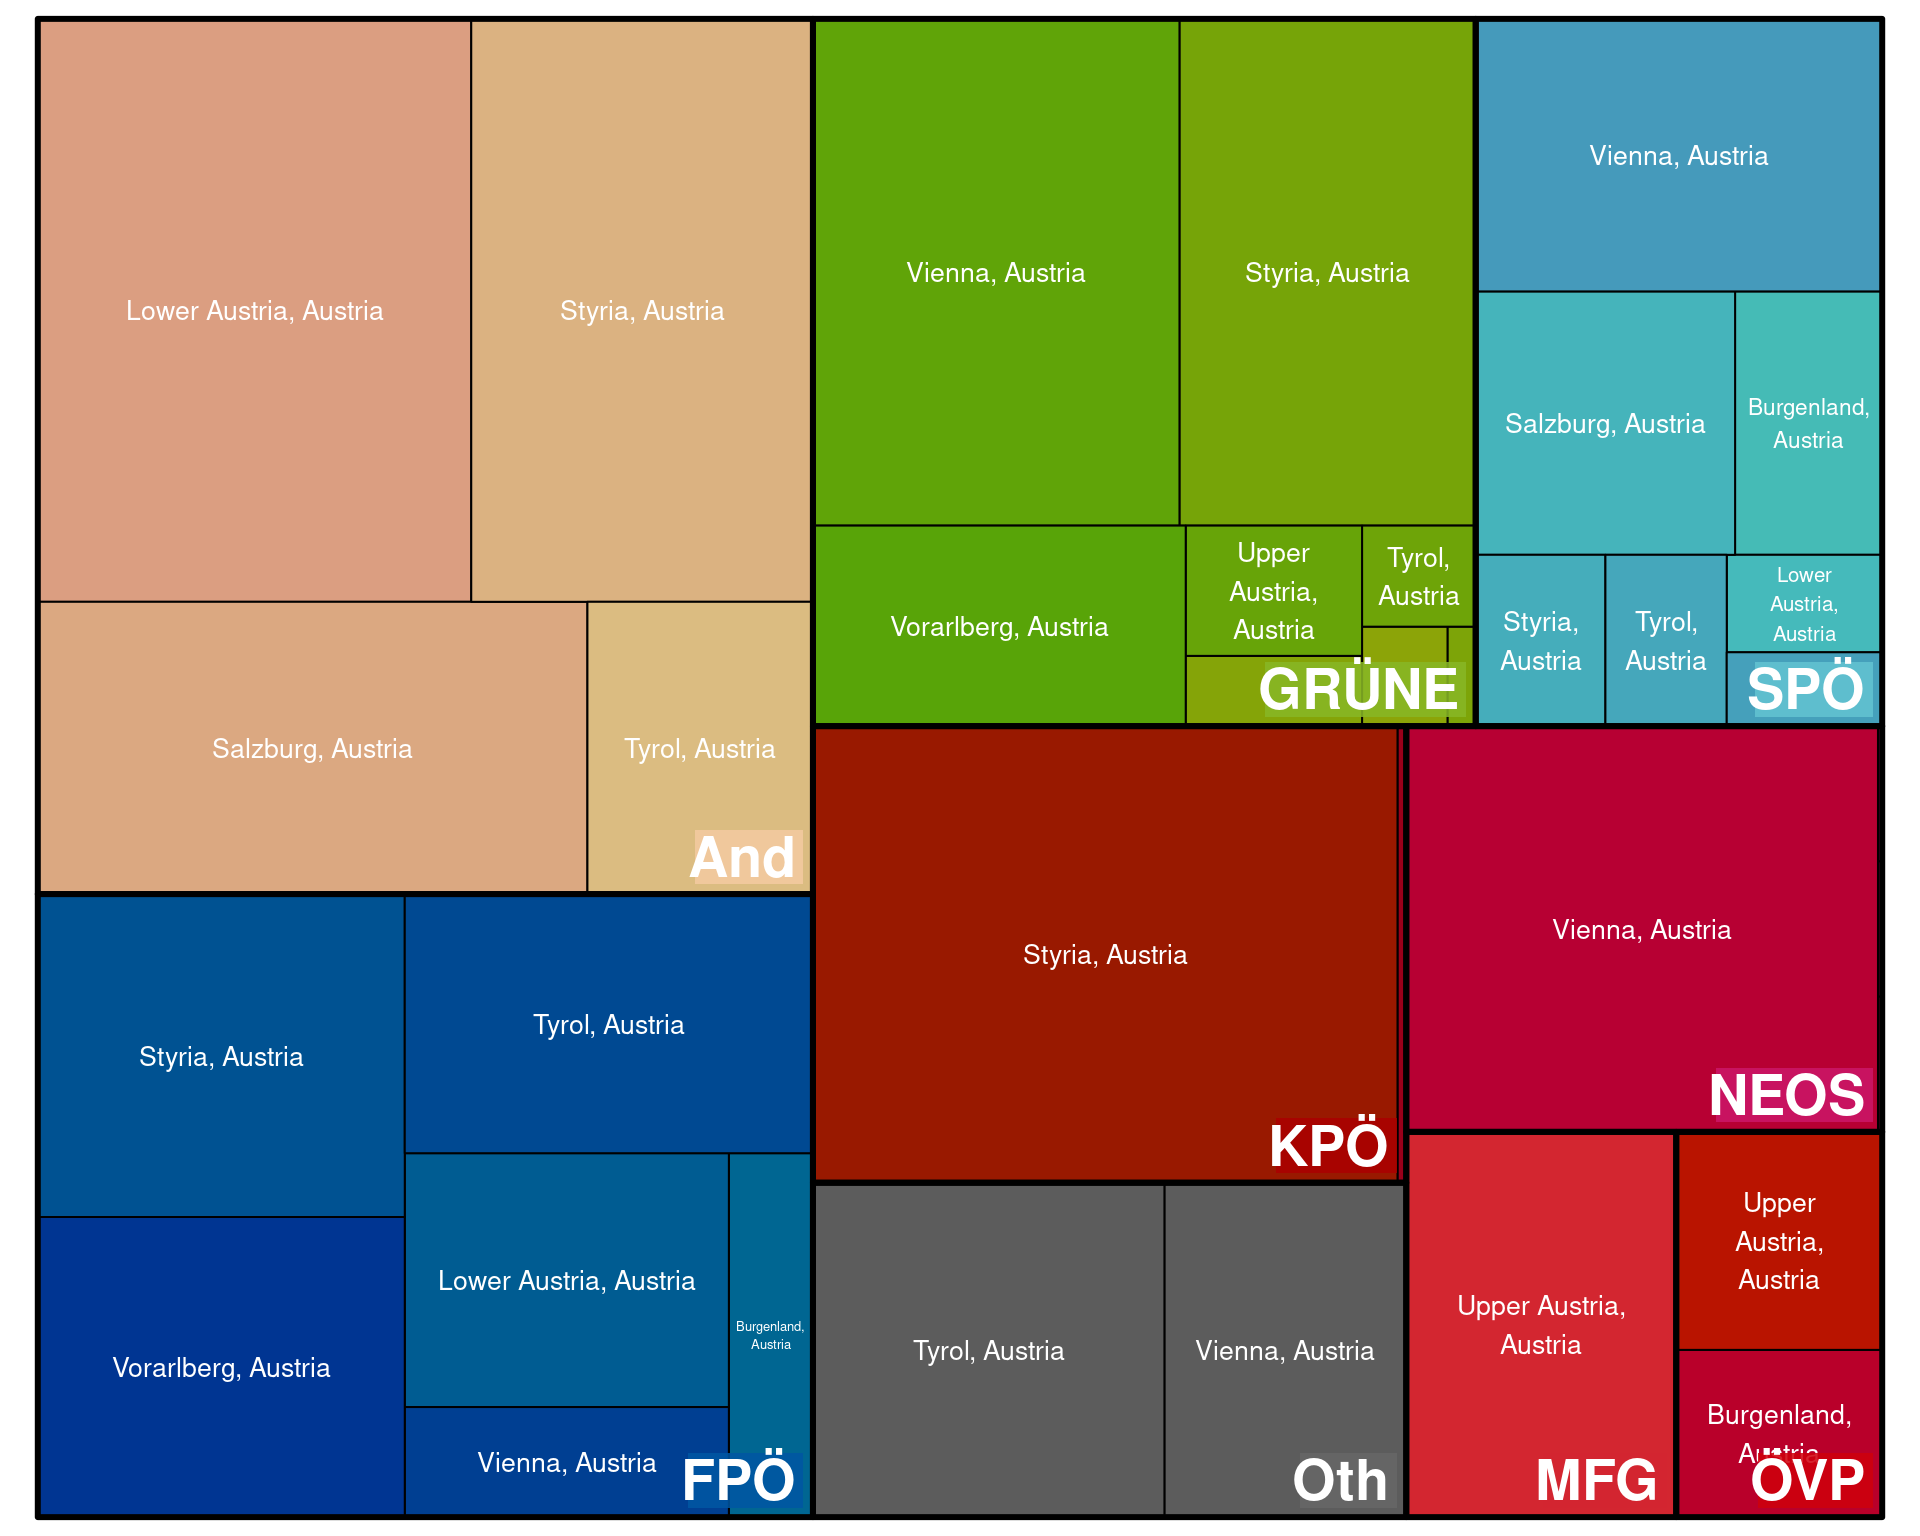 Lower Austria, Austria
Styria, Austria
Salzburg, Austria
Tyrol, Austria
And
Styria, Austria
Tyrol, Austria
Vorarlberg, Austria
Lower Austria, Austria
Burgenland,
Austria
Vienna, Austria
FPÖ
Vienna, Austria
Styria, Austria
Vorarlberg, Austria
Upper
Austria,
Austria
Tyrol,
Austria
GRÜNE
Vienna, Austria
Salzburg, Austria
Burgenland,
Austria
Styria,
Austria
Tyrol,
Austria
Lower
Austria,
Austria
SPÖ
Styria, Austria
KPÖ
Vienna, Austria
NEOS
Tyrol, Austria
Vienna, Austria
Oth
Upper Austria,
Austria
MFG
Upper
Austria,
Austria
Burgenland,
Austria
ÖVP